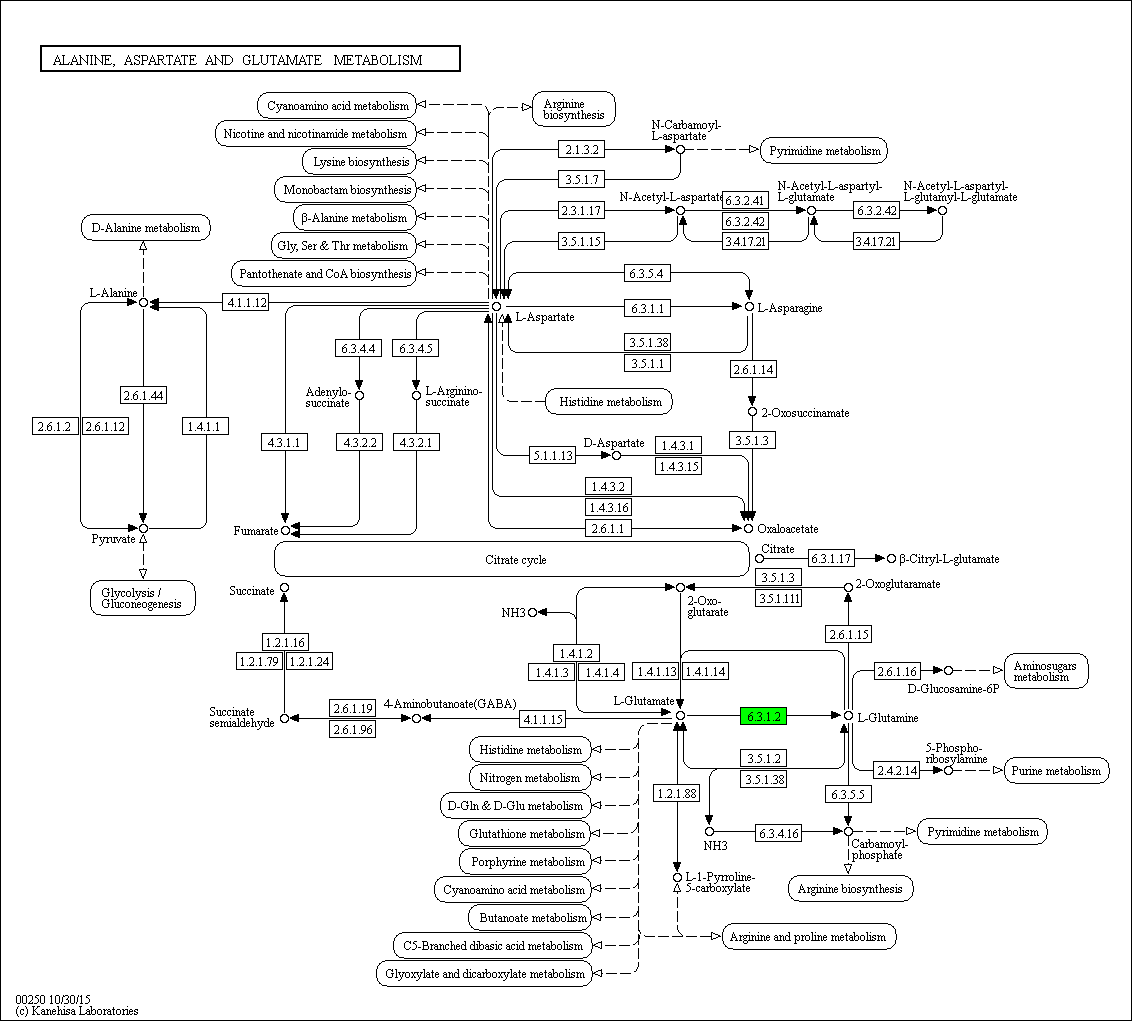 ALANINE, ASPARTATE AND GLUTAMATE METABOLISM
Cyanoamino acid metabolism
Arginine
biosynthesis
Nicotine and nicotinamide metabolism
N-Carbamoyl-
L-aspartate
2.1.3.2
Pyrimidine metabolism
Lysine biosynthesis
3.5.1.7
Monobactam biosynthesis
N-Acetyl-L-aspartate
6.3.2.41
N-Acetyl-L-aspartyl-
L-glutamate
N-Acetyl-L-aspartyl-
L-glutamyl-L-glutamate
β-Alanine metabolism
2.3.1.17
6.3.2.42
6.3.2.42
D-Alanine metabolism
Gly, Ser & Thr metabolism
3.5.1.15
3.4.17.21
3.4.17.21
Pantothenate and CoA biosynthesis
6.3.5.4
L-Alanine
4.1.1.12
L-Aspartate
6.3.1.1
L-Asparagine
6.3.4.4
6.3.4.5
3.5.1.38
3.5.1.1
2.6.1.14
2.6.1.44
Adenylo-
succinate
L-Arginino-
succinate
Histidine metabolism
2-Oxosuccinamate
2.6.1.2
2.6.1.12
1.4.1.1
4.3.1.1
4.3.2.2
4.3.2.1
D-Aspartate
1.4.3.1
3.5.1.3
5.1.1.13
1.4.3.15
1.4.3.2
1.4.3.16
Pyruvate
Fumarate
2.6.1.1
Oxaloacetate
Citrate cycle
Citrate
6.3.1.17
β-Citryl-L-glutamate
Glycolysis /
Gluconeogenesis
Succinate
3.5.1.3
3.5.1.111
2-Oxoglutaramate
NH3
2-Oxo-
glutarate
1.2.1.16
1.2.1.79
1.2.1.24
1.4.1.2
1.4.1.3
1.4.1.4
1.4.1.13
1.4.1.14
2.6.1.15
2.6.1.16
D-Glucosamine-6P
Aminosugars
metabolism
Succinate
semialdehyde
2.6.1.19
2.6.1.96
4-Aminobutanoate(GABA)
4.1.1.15
L-Glutamate
6.3.1.2
L-Glutamine
Histidine metabolism
3.5.1.2
3.5.1.38
5-Phospho-
ribosylamine
2.4.2.14
Purine metabolism
Nitrogen metabolism
D-Gln & D-Glu metabolism
1.2.1.88
6.3.5.5
Glutathione metabolism
NH3
6.3.4.16
Carbamoyl-
phosphate
Pyrimidine metabolism
Porphyrine metabolism
Cyanoamino acid metabolism
L-1-Pyrroline-
5-carboxylate
Arginine biosynthesis
Butanoate metabolism
C5-Branched dibasic acid metabolism
Arginine and proline metabolism
Glyoxylate and dicarboxylate metabolism
00250 10/30/15
(c) Kanehisa Laboratories